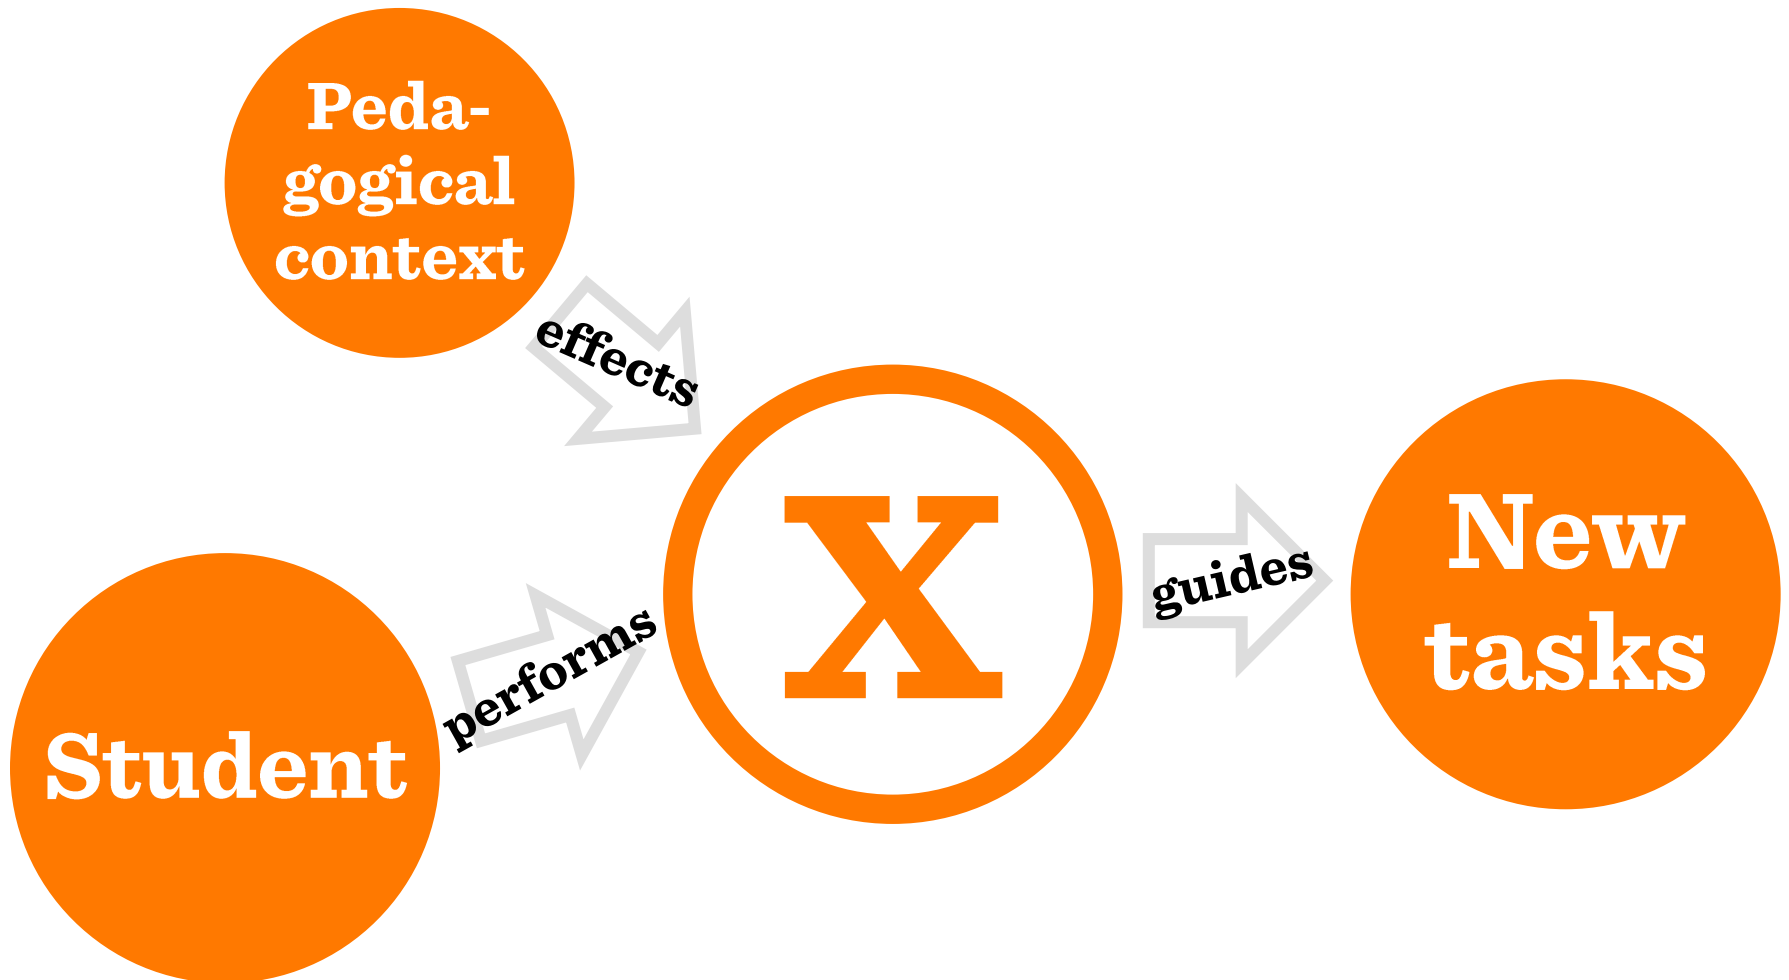 Peda-
gogical
context
effects
Student
performs
X
guides
New
tasks